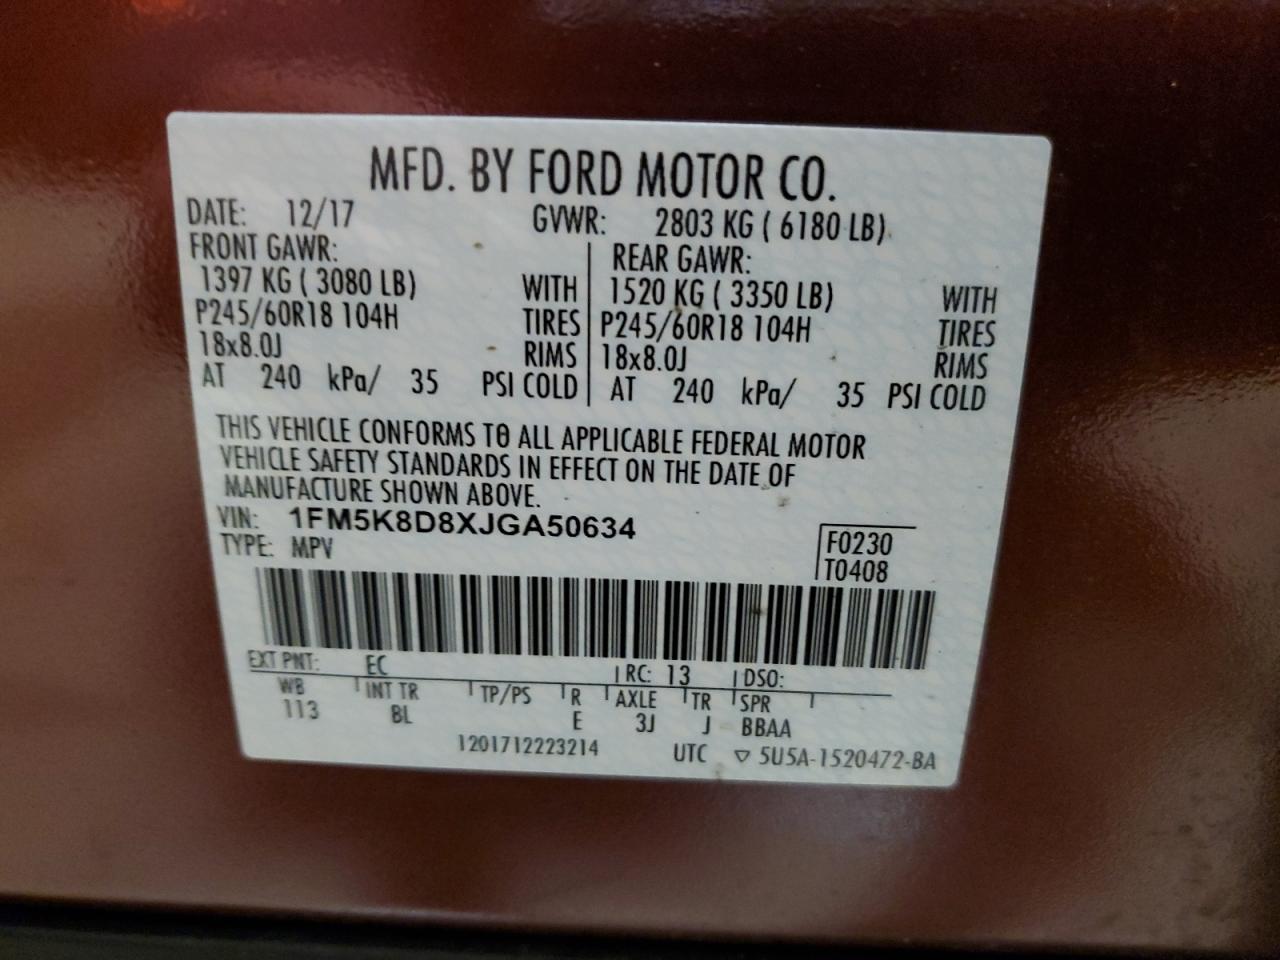 MFD. BY FORD MOTOR CO.
DATE: 12/17 GVWR: 2803 KG ( 6180 LB)
FRONT GAWR: REAR GAWR:
1397 KG ( 3080 LB) WITH 1520 KG ( 3350 LB) WITH
P245/60R18 104H TIRES P245/60R18 104H TIRES
18x8.0J RIMS 18x8.0J RIMS
AT 240 kPa/ 35 PSI COLD AT 240 kPa/ 35 PSI COLD
THIS VEHICLE CONFORMS TO ALL APPLICABLE FEDERAL MOTOR
VEHICLE SAFETY STANDARDS IN EFFECT ON THE DATE OF
MANUFACTURE SHOWN ABOVE.
VIN: 1FM5K8D8XJGA50634
TYPE: MPV
F0230
T0408
EXT PNT: EC RC: 13 DSO:
WB INT TR TP/PS R AXLE TR SPR
113 BL E 3J J BBAA
1201712223214 UTC ▽ 5U5A-1520472-BA